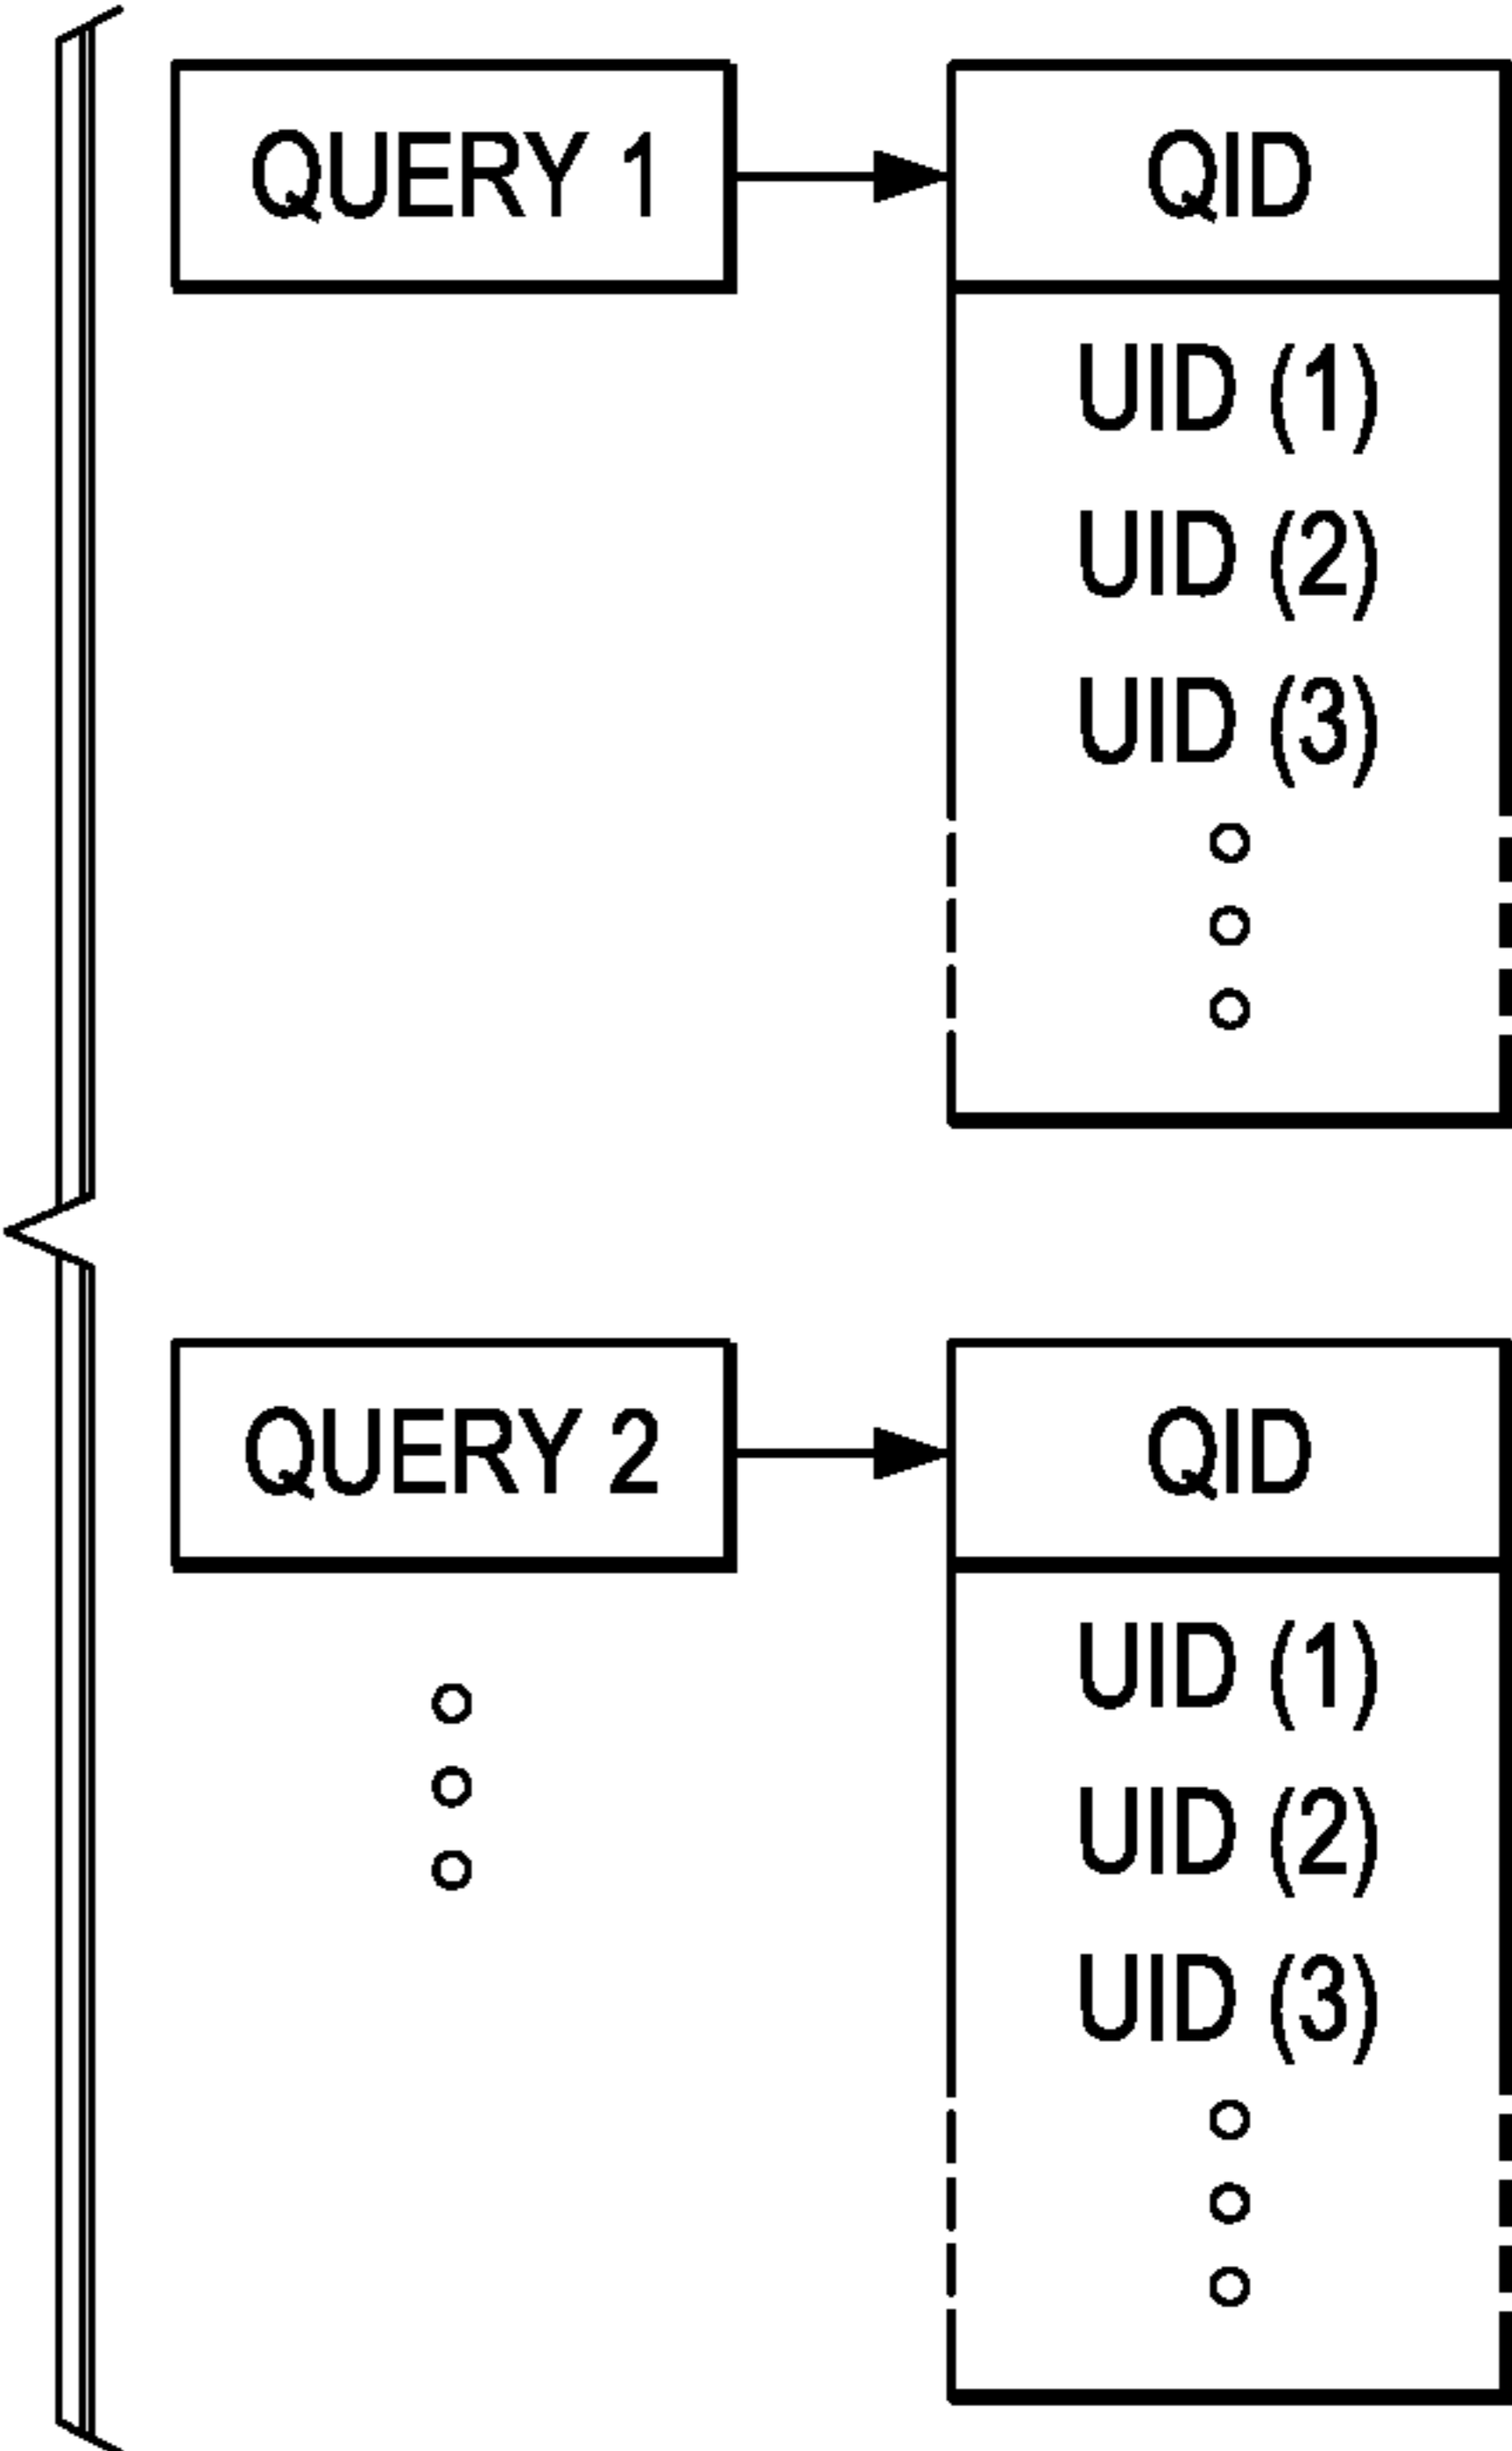 QUERY 1
QID
UID (1)
UID (2)
UID (3)
QUERY 2
QID
UID (1)
UID (2)
UID (3)